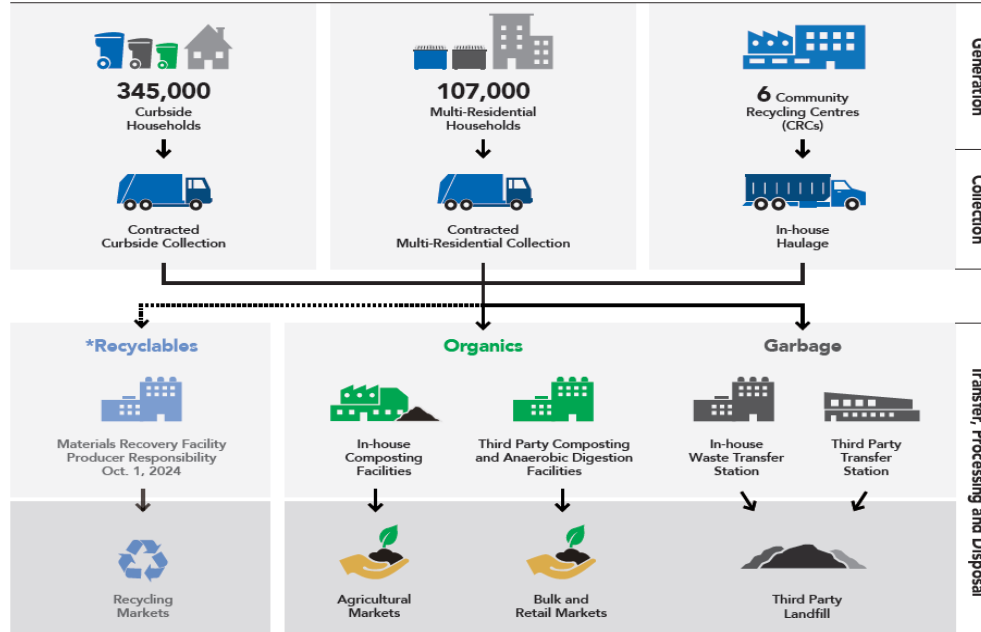 345,000
Curbside
Households
107,000
Multi-Residential
Households
6 Community
Recycling Centres
(CRCs)
Generation
Contracted
Curbside Collection
Contracted
Multi-Residential Collection
In-house
Haulage
Collection
*Recyclables
Organics
Garbage
Materials Recovery Facility
Producer Responsibility
Oct. 1, 2024
In-house
Composting
Facilities
Third Party Composting
and Anaerobic Digestion
Facilities
In-house
Waste Transfer
Station
Third Party
Transfer
Station
Transfer, Processing and Disposal
Recycling
Markets
Agricultural
Markets
Bulk and
Retail Markets
Third Party
Landfill